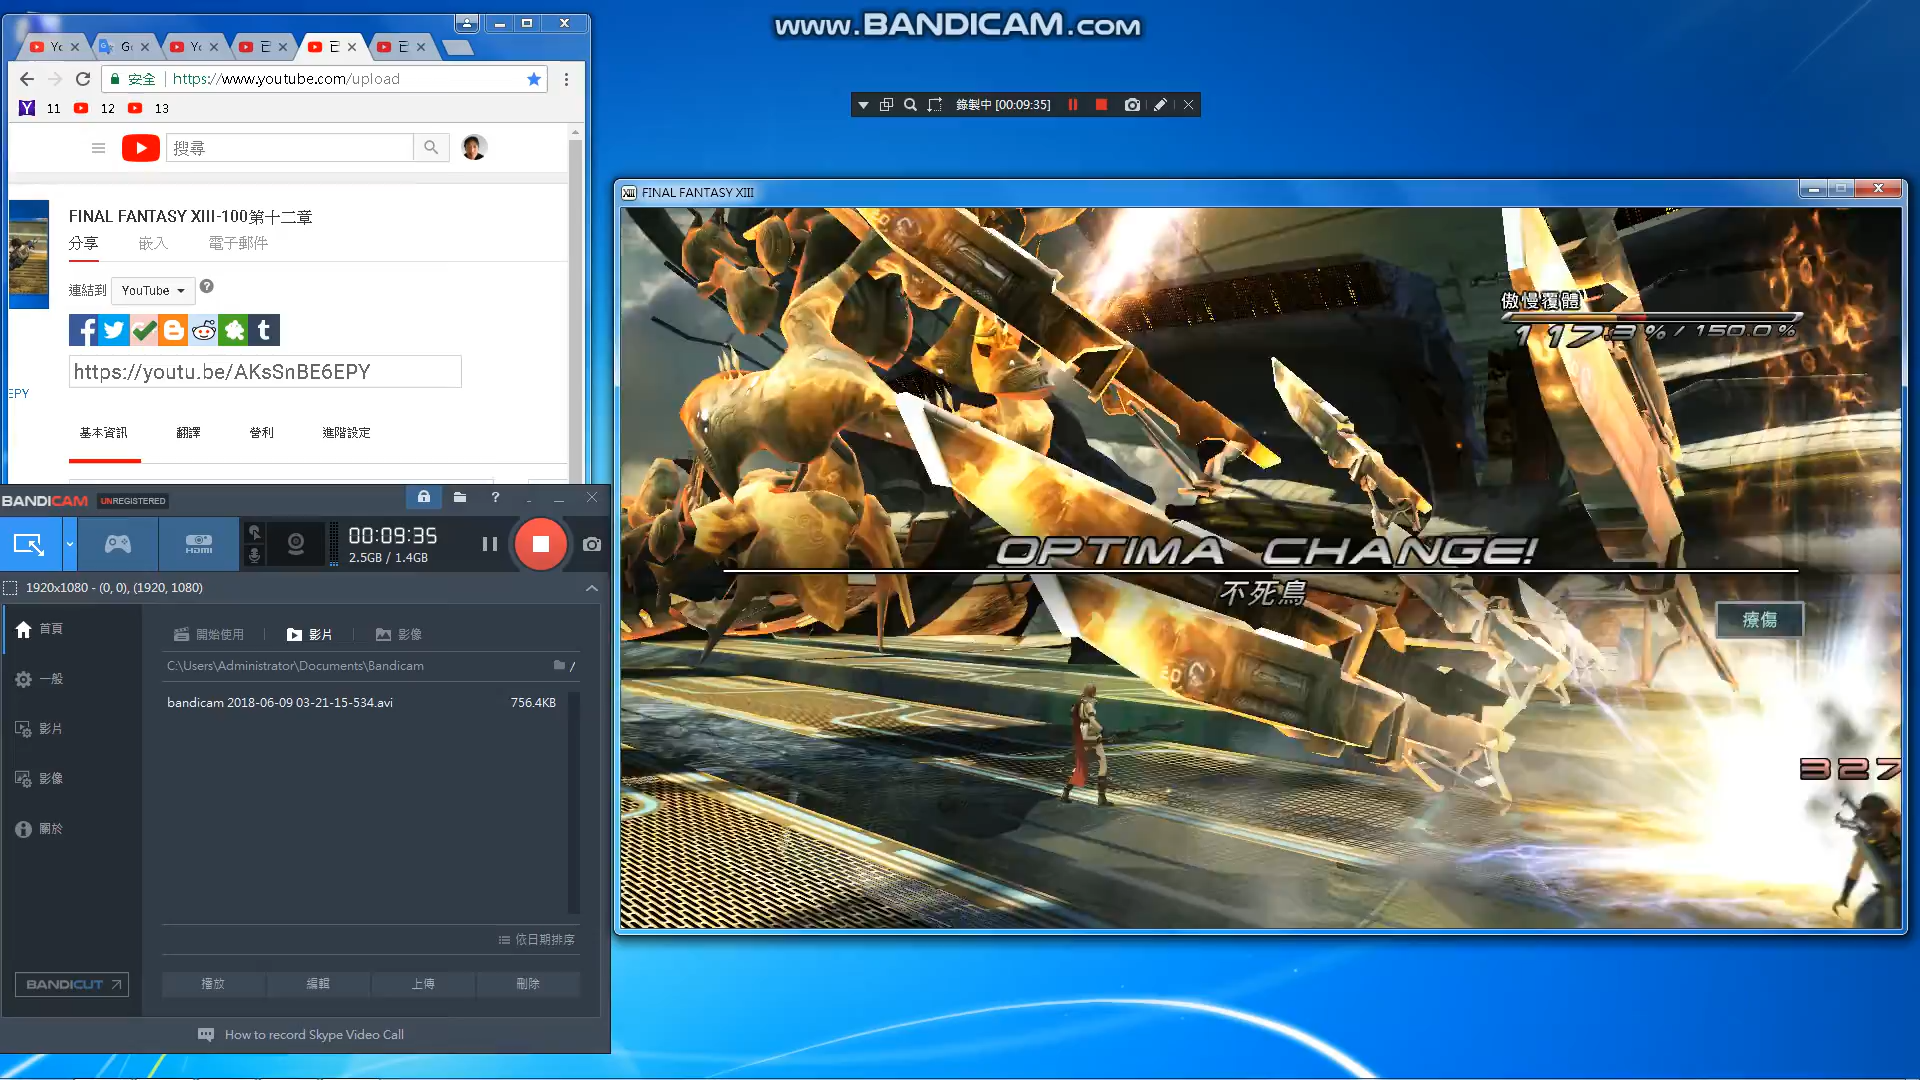 www.BANDICAM.com
Yc
G
Yc
E
E
E
安全
https://www.youtube.com/upload
11
12
13
搜尋
錄製中 [00:09:35]
FINAL FANTASY XIII-100第十二章
分享
嵌入
電子郵件
連結到
YouTube
https://youtu.be/AKsSnBE6EPY
EPY
基本資訊
翻譯
營利
進階設定
BANDICAM
UNREGISTERED
HDMI
00:09:35
2.5GB / 1.4GB
1920x1080 - (0, 0), (1920, 1080)
首頁
一般
影片
影像
關於
開始使用
影片
影像
C:\Users\Administrator\Documents\Bandicam
/
bandicam 2018-06-09 03-21-15-534.avi
756.4KB
依日期排序
播放
編輯
上傳
刪除
BANDICUT
How to record Skype Video Call
XIII FINAL FANTASY XIII
傲慢覆體
117.3% / 150.0%
OPTIMA CHANGE!
不死鳥
療傷
327